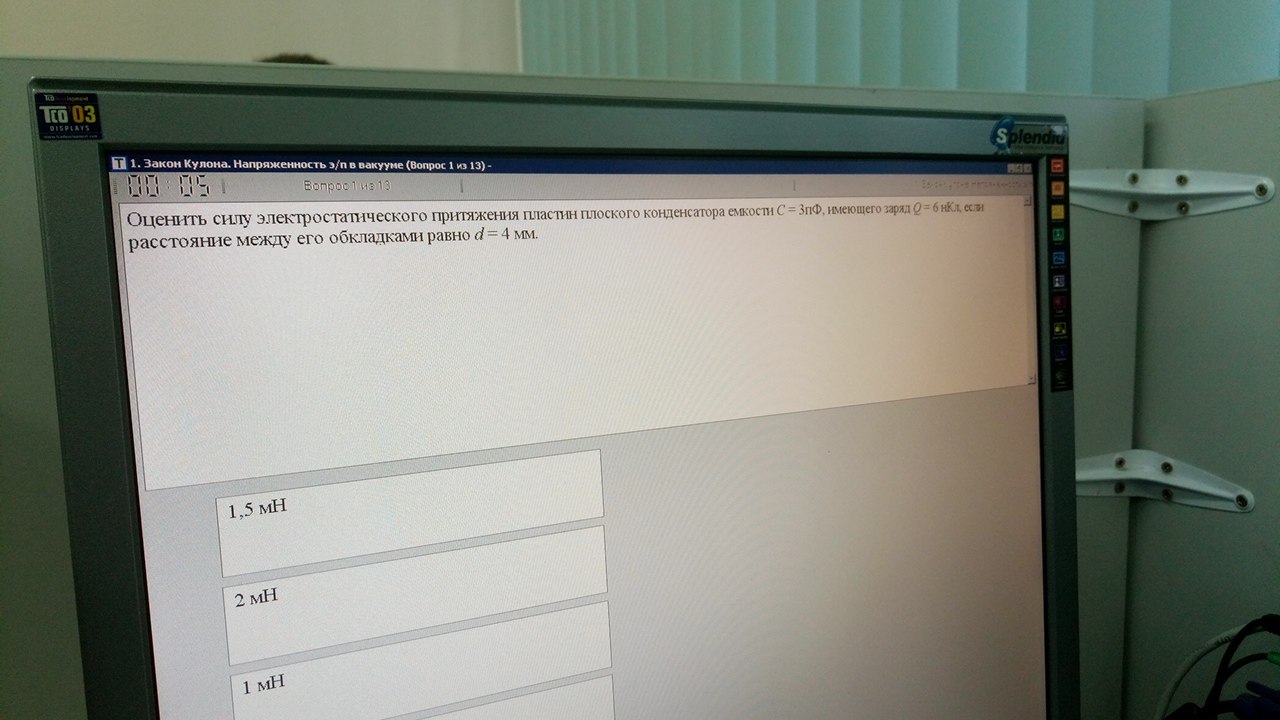 TCO Development
TCO 03
DISPLAYS
Splendid
1. Закон Кулона. Напряженность э/п в вакууме (Вопрос 1 из 13) -
00:05
Вопрос 1 из 13
Оценить силу электростатического притяжения пластин плоского конденсатора емкости C = 3пФ, имеющего заряд Q = 6 нКл, если
расстояние между его обкладками равно d = 4 мм.
1,5 мН
2 мН
1 мН